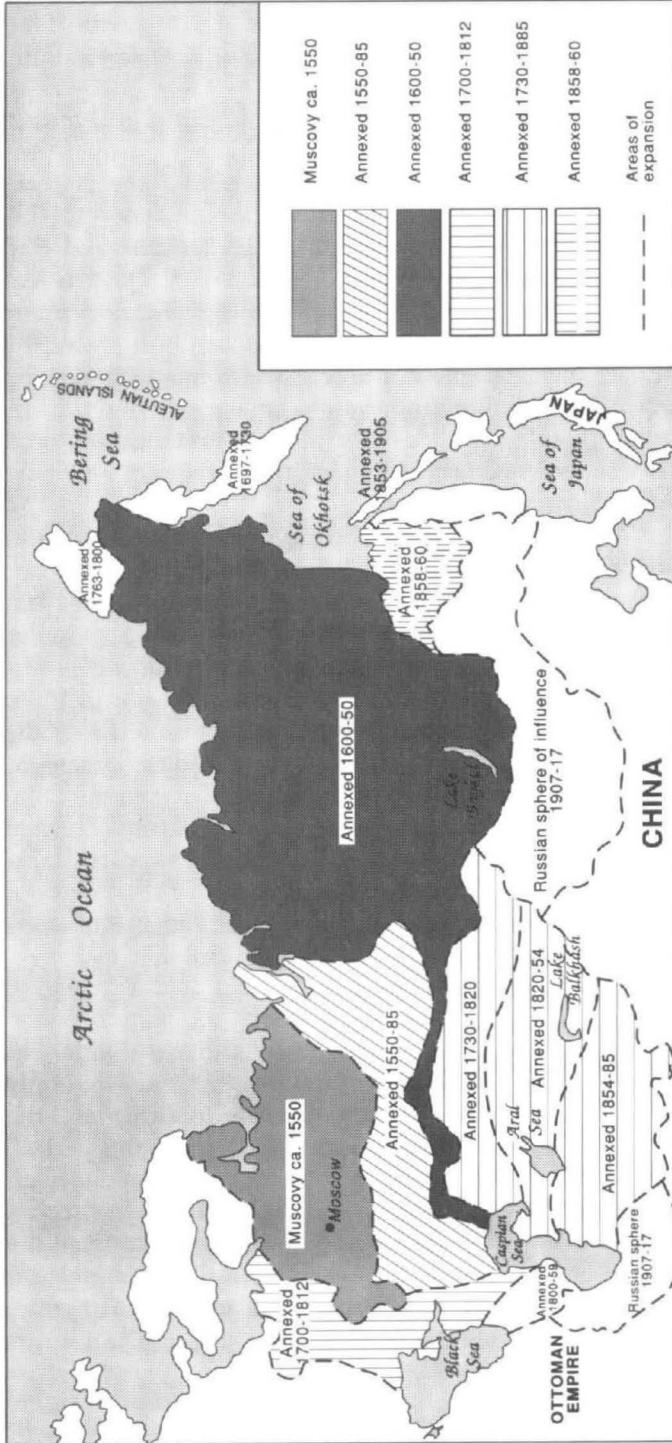 Arctic Ocean
Bering
Sea
ALEUTIAN ISLANDS
Annexed
1763-1800
Annexed
1697-1730
Sea of
Okhotsk
Annexed
1853-1905
Annexed
1858-60
Sea of
Japan
JAPAN
Annexed 1600-50
Lake
Baykal
Muscovy ca. 1550
Moscow
Annexed
1700-1812
Annexed 1550-85
Annexed 1730-1820
Annexed 1820-54
Lake
Balkhash
Aral
Sea
Annexed 1854-85
Caspian
Sea
Black
Sea
Annexed
1800-59
OTTOMAN
EMPIRE
Russian sphere
1907-17
Russian sphere of influence
1907-17
CHINA
Muscovy ca. 1550
Annexed 1550-85
Annexed 1600-50
Annexed 1700-1812
Annexed 1730-1885
Annexed 1858-60
Areas of
expansion